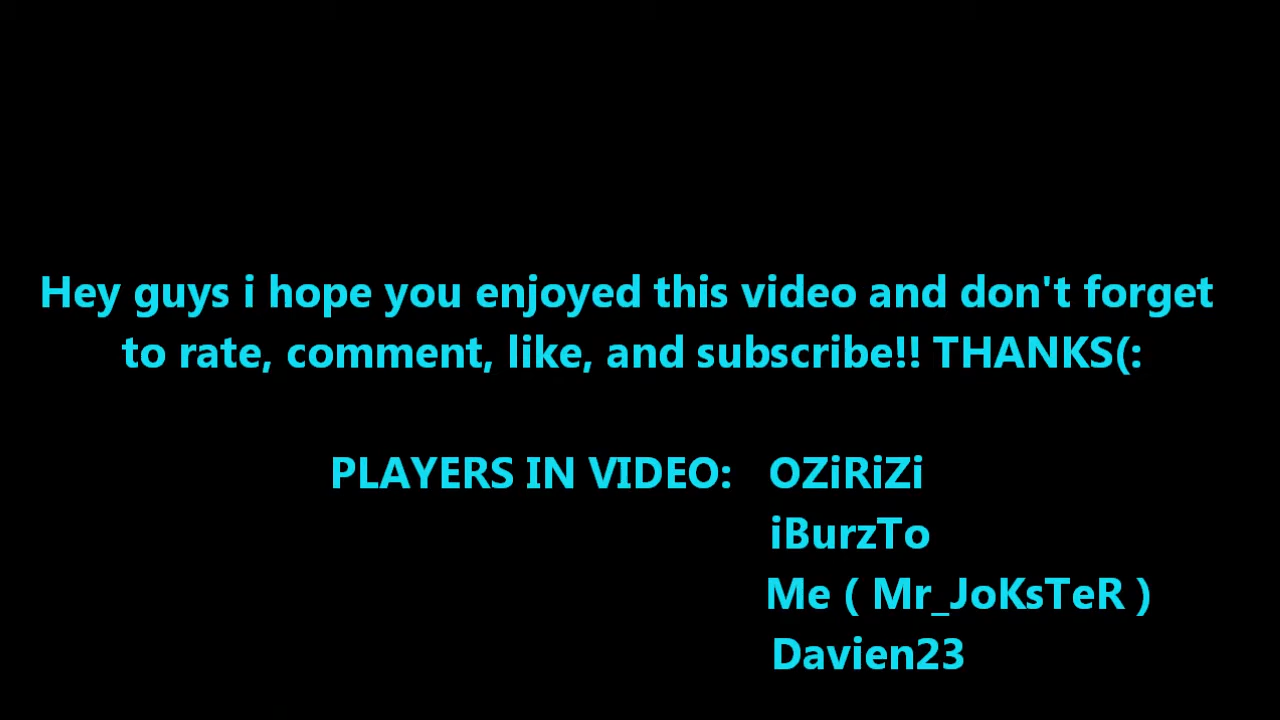 Hey guys i hope you enjoyed this video and don't forget
to rate, comment, like, and subscribe!! THANKS(:
PLAYERS IN VIDEO: OZiRiZi
iBurzTo
Me ( Mr_JoKsTeR )
Davien23